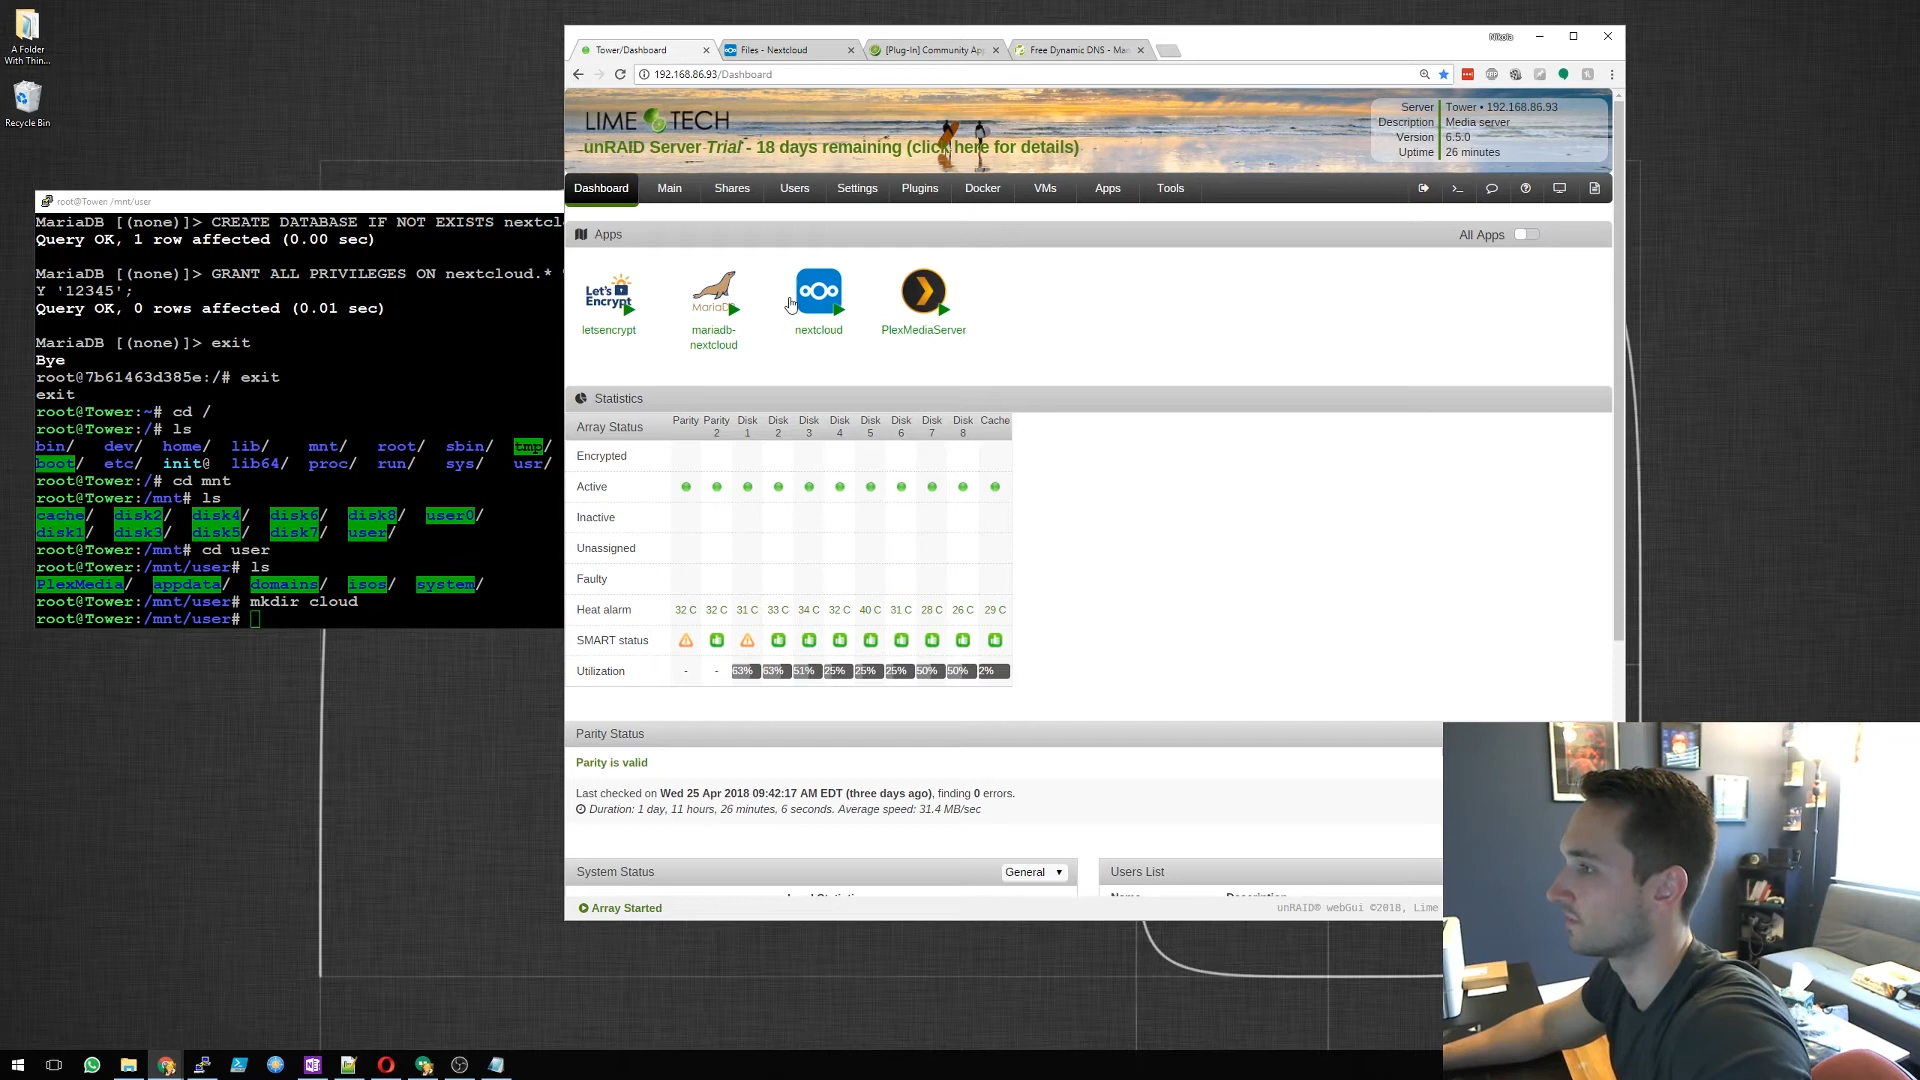 A Folder
With Thin...
Recycle Bin
root@Tower: /mnt/user
MariaDB [(none)]> CREATE DATABASE IF NOT EXISTS nextcl
Query OK, 1 row affected (0.00 sec)
MariaDB [(none)]> GRANT ALL PRIVILEGES ON nextcloud.*
Y '12345';
Query OK, 0 rows affected (0.01 sec)
MariaDB [(none)]> exit
Bye
root@7b61463d385e:/# exit
exit
root@Tower:~# cd /
root@Tower:/# ls
bin/ dev/ home/ lib/ mnt/ root/ sbin/ tmp/
boot/ etc/ init@ lib64/ proc/ run/ sys/ usr/
root@Tower:/# cd mnt
root@Tower:/mnt# ls
cache/ disk2/ disk4/ disk6/ disk8/ user0/
disk1/ disk3/ disk5/ disk7/ user/
root@Tower:/mnt# cd user
root@Tower:/mnt/user# ls
PlexMedia/ appdata/ domains/ isos/ system/
root@Tower:/mnt/user# mkdir cloud
root@Tower:/mnt/user#
Tower/Dashboard
Files - Nextcloud
[Plug-In] Community App
Free Dynamic DNS - Man
Nikola
192.168.86.93/Dashboard
LIME TECH
unRAID Server Trial - 18 days remaining (click here for details)
Server Tower • 192.168.86.93
Description Media server
Version 6.5.0
Uptime 26 minutes
Dashboard Main Shares Users Settings Plugins Docker VMs Apps Tools
Apps
All Apps
Let's Encrypt
MariaDB
letsencrypt
mariadb-
nextcloud
nextcloud
PlexMediaServer
Statistics
Array Status Parity Parity 2 Disk 1 Disk 2 Disk 3 Disk 4 Disk 5 Disk 6 Disk 7 Disk 8 Cache
Encrypted
Active
Inactive
Unassigned
Faulty
Heat alarm 32 C 32 C 31 C 33 C 34 C 32 C 40 C 31 C 28 C 26 C 29 C
SMART status
Utilization - - 63% 63% 51% 25% 25% 25% 50% 50% 2%
Parity Status
Parity is valid
Last checked on Wed 25 Apr 2018 09:42:17 AM EDT (three days ago), finding 0 errors.
Duration: 1 day, 11 hours, 26 minutes, 6 seconds. Average speed: 31.4 MB/sec
System Status
General
Users List
Array Started
unRAID® webGui ©2018, Lime